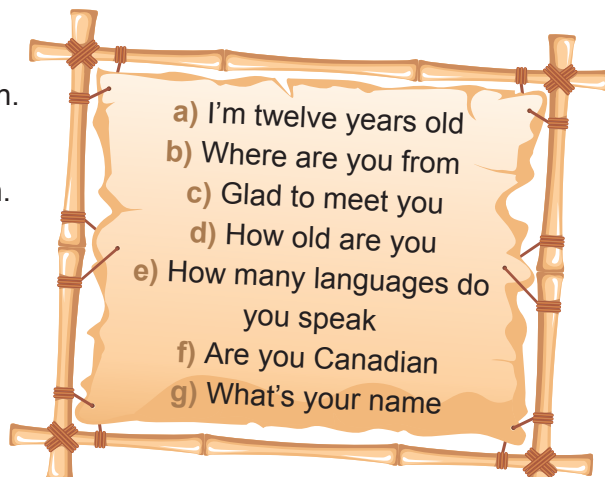 n.
n.
a) I'm twelve years old
b) Where are you from
c) Glad to meet you
d) How old are you
e) How many languages do
you speak
f) Are you Canadian
g) What's your name